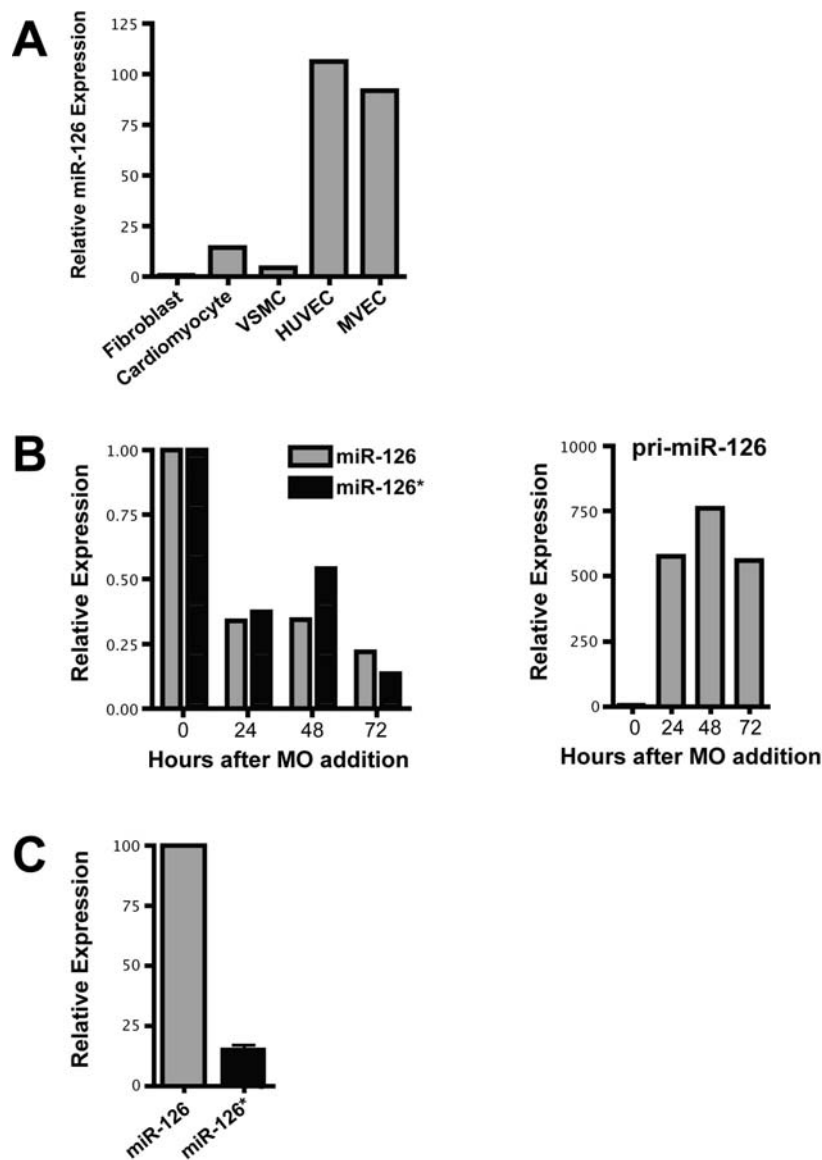 A
Relative miR-126 Expression
125
100
75
50
25
0
Fibroblast
Cardiomyocyte
VSMC
HUVEC
MVEC
B
Relative Expression
1.00
0.75
0.50
0.25
0.00
miR-126
miR-126*
0 24 48 72
Hours after MO addition
pri-miR-126
Relative Expression
1000
750
500
250
0
0 24 48 72
Hours after MO addition
C
Relative Expression
100
75
50
25
0
miR-126
miR-126*